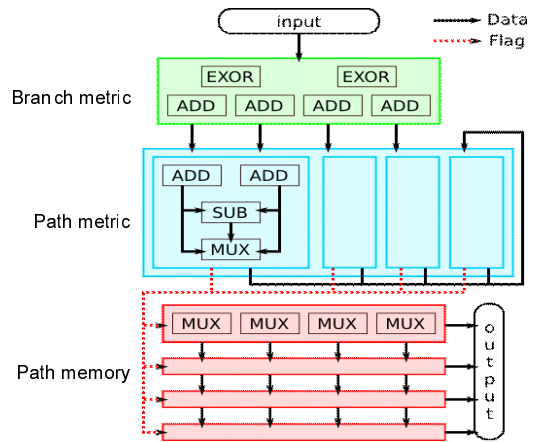 input
Data
Flag
Branch metric
EXOR EXOR
ADD ADD ADD ADD
Path metric
ADD ADD
SUB
MUX
Path memory
MUX MUX MUX MUX
output